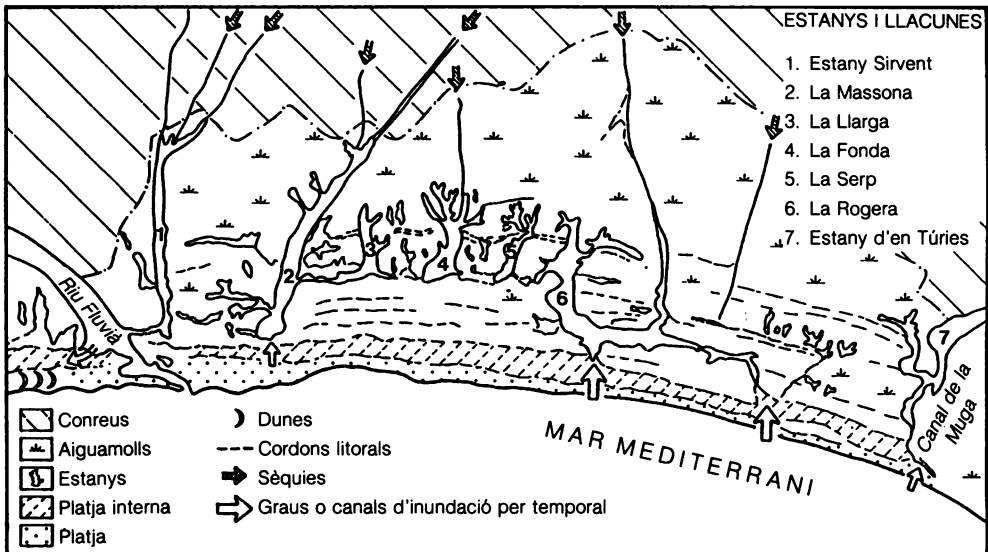 ESTANYS I LLACUNES
1. Estany Sirvent
2. La Massona
3. La Llarga
4. La Fonda
5. La Serp
6. La Rogera
7. Estany d'en Túries
1
2
3
4
5
6
7
Riu Fluvià
Canal de la
Muga
MAR MEDITERRANI
Conreus
Aiguamolls
Estanys
Platja interna
Platja
Dunes
Cordons litorals
Sèquies
Graus o canals d'inundació per temporal